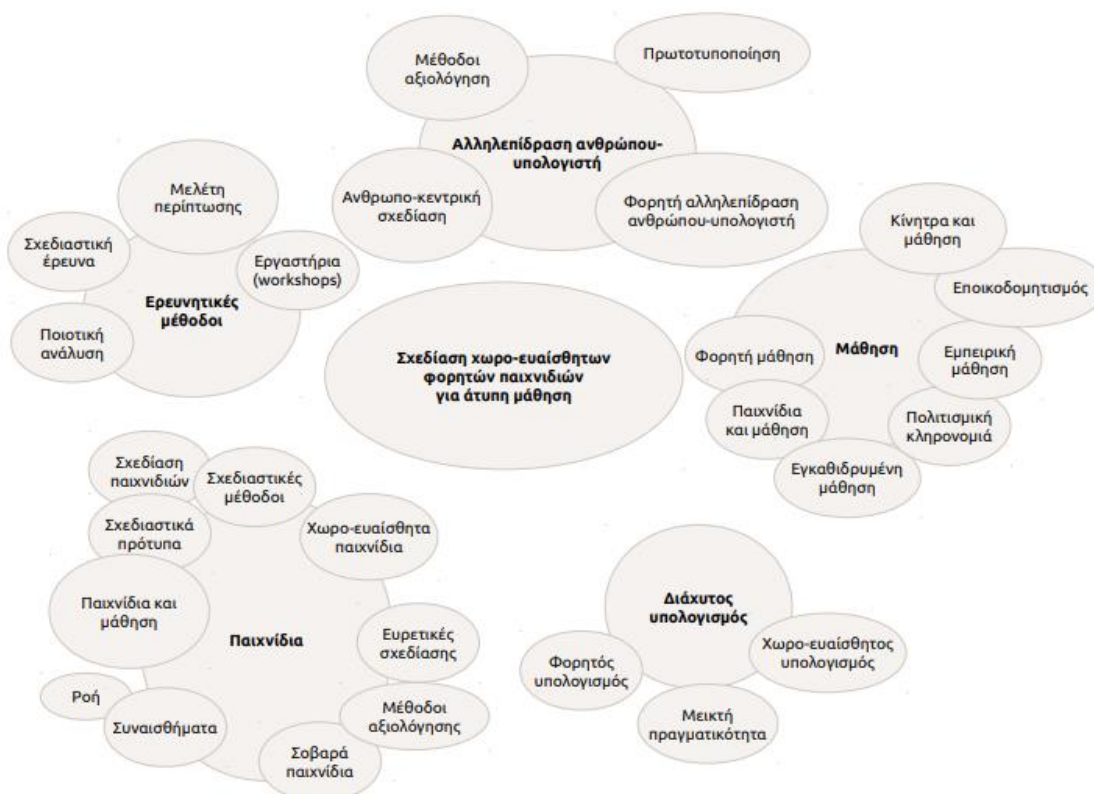 Μέθοδοι
αξιολόγηση
Πρωτοτυποποίηση
Αλληλεπίδραση ανθρώπου-
υπολογιστή
Ανθρωπο-κεντρική
σχεδίαση
Φορητή αλληλεπίδραση
ανθρώπου-υπολογιστή
Μελέτη
περίπτωσης
Σχεδιαστική
έρευνα
Εργαστήρια
(workshops)
Ερευνητικές
μέθοδοι
Ποιοτική
ανάλυση
Σχεδίαση χωρο-ευαίσθητων
φορητών παιχνιδιών
για άτυπη μάθηση
Κίνητρα και
μάθηση
Εποικοδομητισμός
Μάθηση
Φορητή μάθηση
Εμπειρική
μάθηση
Παιχνίδια
και μάθηση
Πολιτισμική
κληρονομιά
Εγκαθιδρυμένη
μάθηση
Σχεδίαση
παιχνιδιών
Σχεδιαστικές
μέθοδοι
Σχεδιαστικά
πρότυπα
Χωρο-ευαίσθητα
παιχνίδια
Παιχνίδια και
μάθηση
Παιχνίδια
Ευρετικές
σχεδίασης
Ροή
Συναισθήματα
Μέθοδοι
αξιολόγησης
Σοβαρά
παιχνίδια
Διάχυτος
υπολογισμός
Φορητός
υπολογισμός
Χωρο-ευαίσθητος
υπολογισμός
Μεικτή
πραγματικότητα